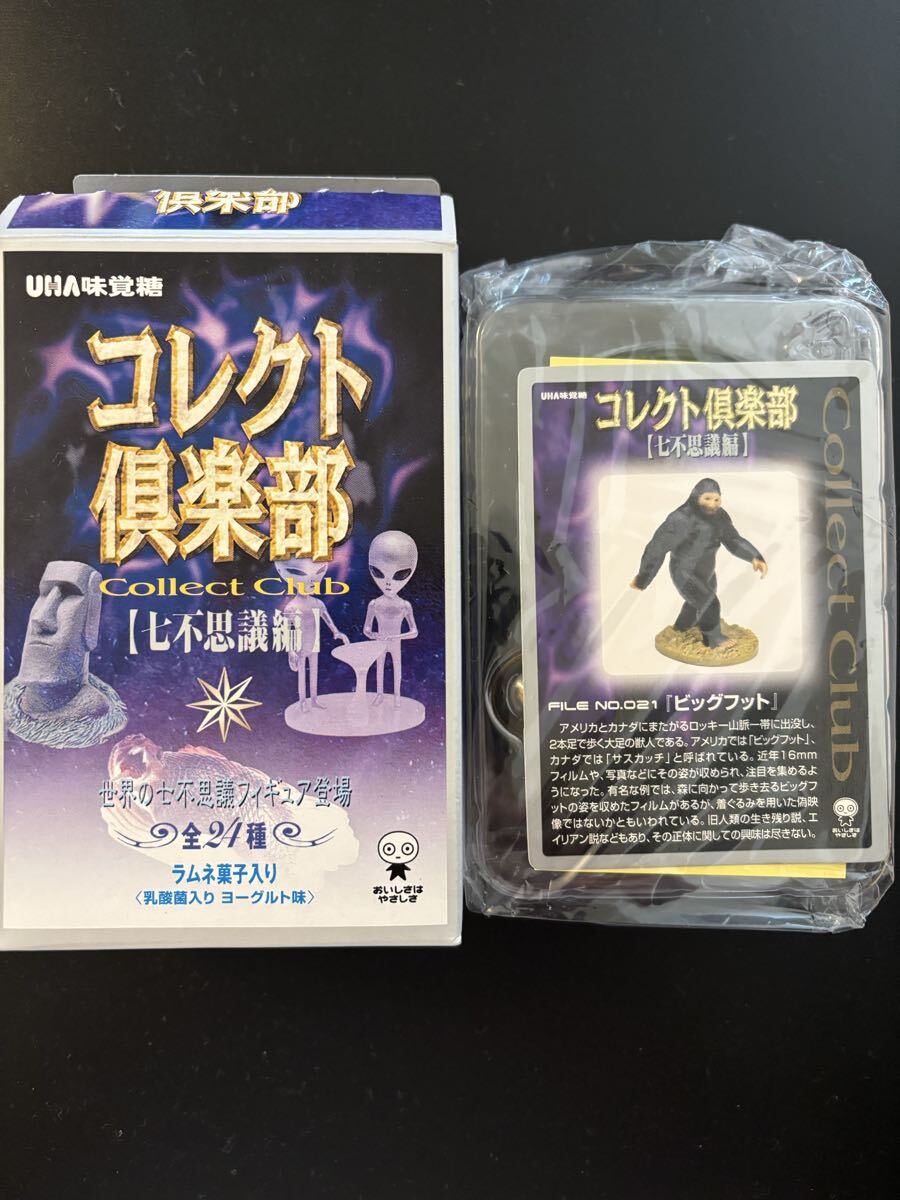 倶楽部
UHA味覚糖
コレクト
倶楽部
Collect Club
【七不思議編】
世界の七不思議フィギュア登場
全24種
ラムネ菓子入り
〈乳酸菌入り ヨーグルト味〉
おいしさは
やさしさ
UHA味覚糖
コレクト倶楽部
【七不思議編】
Collect Club
FILE NO.021『ビッグフット』
アメリカとカナダにまたがるロッキー山脈一帯に出没し、
2本足で歩く大足の獣人である。アメリカでは「ビッグフット」、
カナダでは「サスカッチ」と呼ばれている。近年16mm
フィルムや、写真などにその姿が収められ、注目を集めるよ
うになった。有名な例では、森に向かって歩き去るビッグフ
ットの姿を収めたフィルムがあるが、着ぐるみを用いた偽映
像ではないかともいわれている。旧人類の生き残り説、エ
イリアン説などもあり、その正体に関しての興味は尽きない。
おいしさは
やさしさ